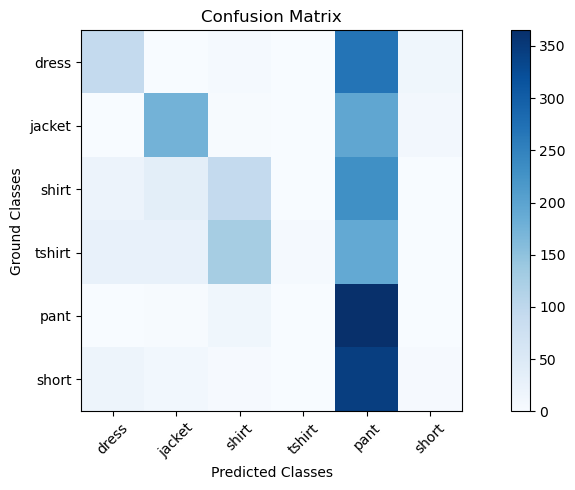 Confusion Matrix
Ground Classes
dress
jacket
shirt
tshirt
pant
short
dress
jacket
shirt
tshirt
pant
short
Predicted Classes
350
300
250
200
150
100
50
0